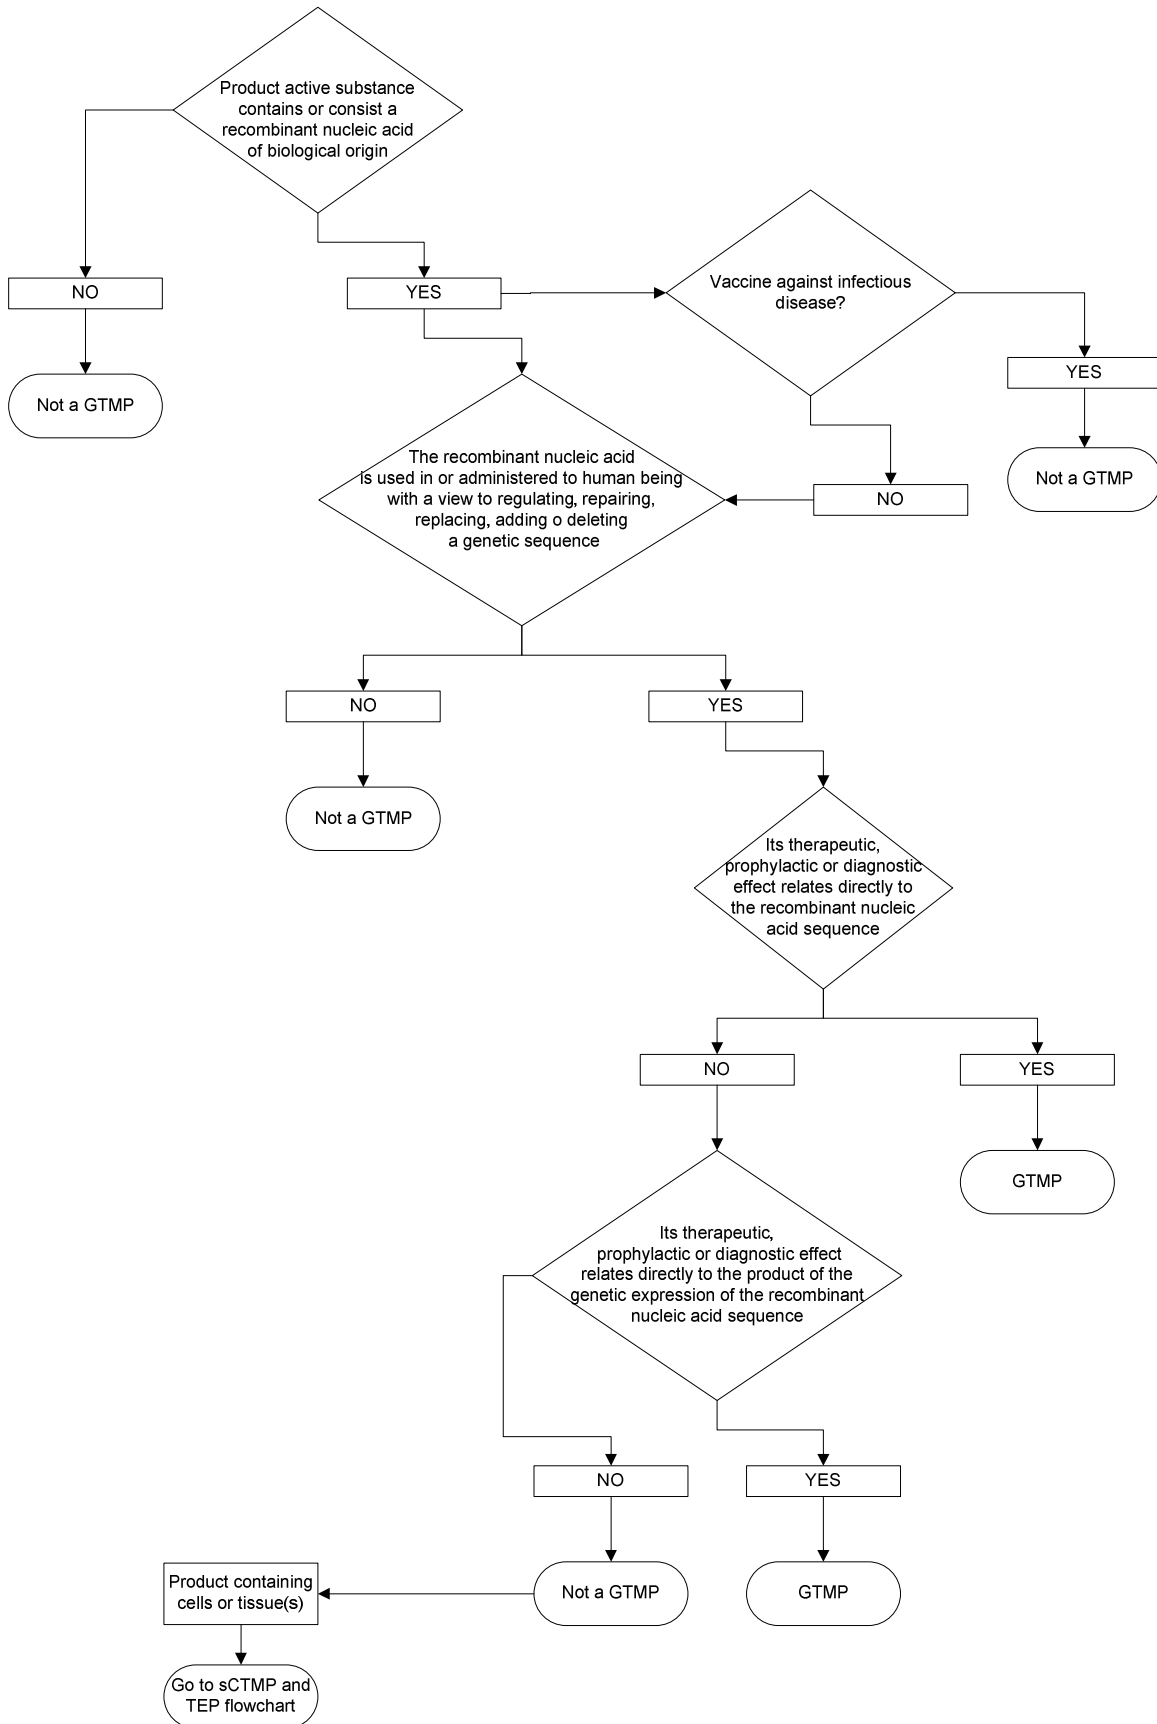 Product active substance
contains or consist a
recombinant nucleic acid
of biological origin
NO
YES
Vaccine against infectious
disease?
Not a GTMP
YES
Not a GTMP
The recombinant nucleic acid
is used in or administered to human being
with a view to regulating, repairing,
replacing, adding o deleting
a genetic sequence
NO
NO
YES
Not a GTMP
Its therapeutic,
prophylactic or diagnostic
effect relates directly to
the recombinant nucleic
acid sequence
NO
YES
GTMP
Its therapeutic,
prophylactic or diagnostic effect
relates directly to the product of the
genetic expression of the recombinant
nucleic acid sequence
NO
YES
Not a GTMP
GTMP
Product containing
cells or tissue(s)
Go to sCTMP and
TEP flowchart